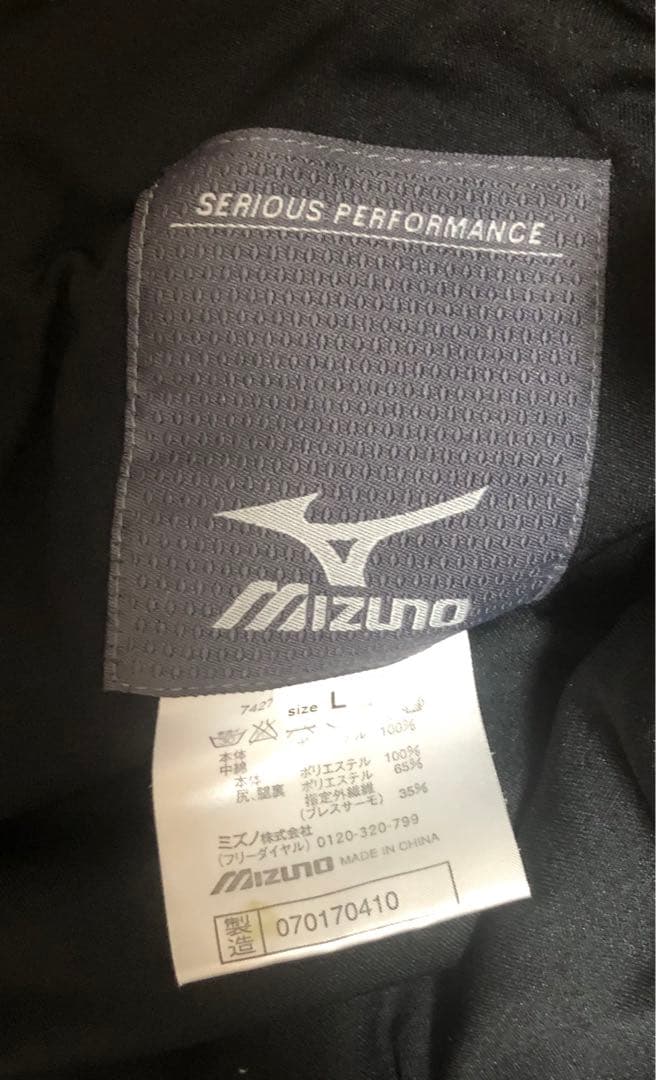 SERIOUS PERFORMANCE
MIZUNO
size L
本体 100%
中綿 ポリエステル 100%
本体 ポリエステル 65%
尻、腿裏 指定外繊維
(ブレスサーモ) 35%
ミズノ株式会社
(フリーダイヤル) 0120-320-799
MIZUNO MADE IN CHINA
製造 070170410